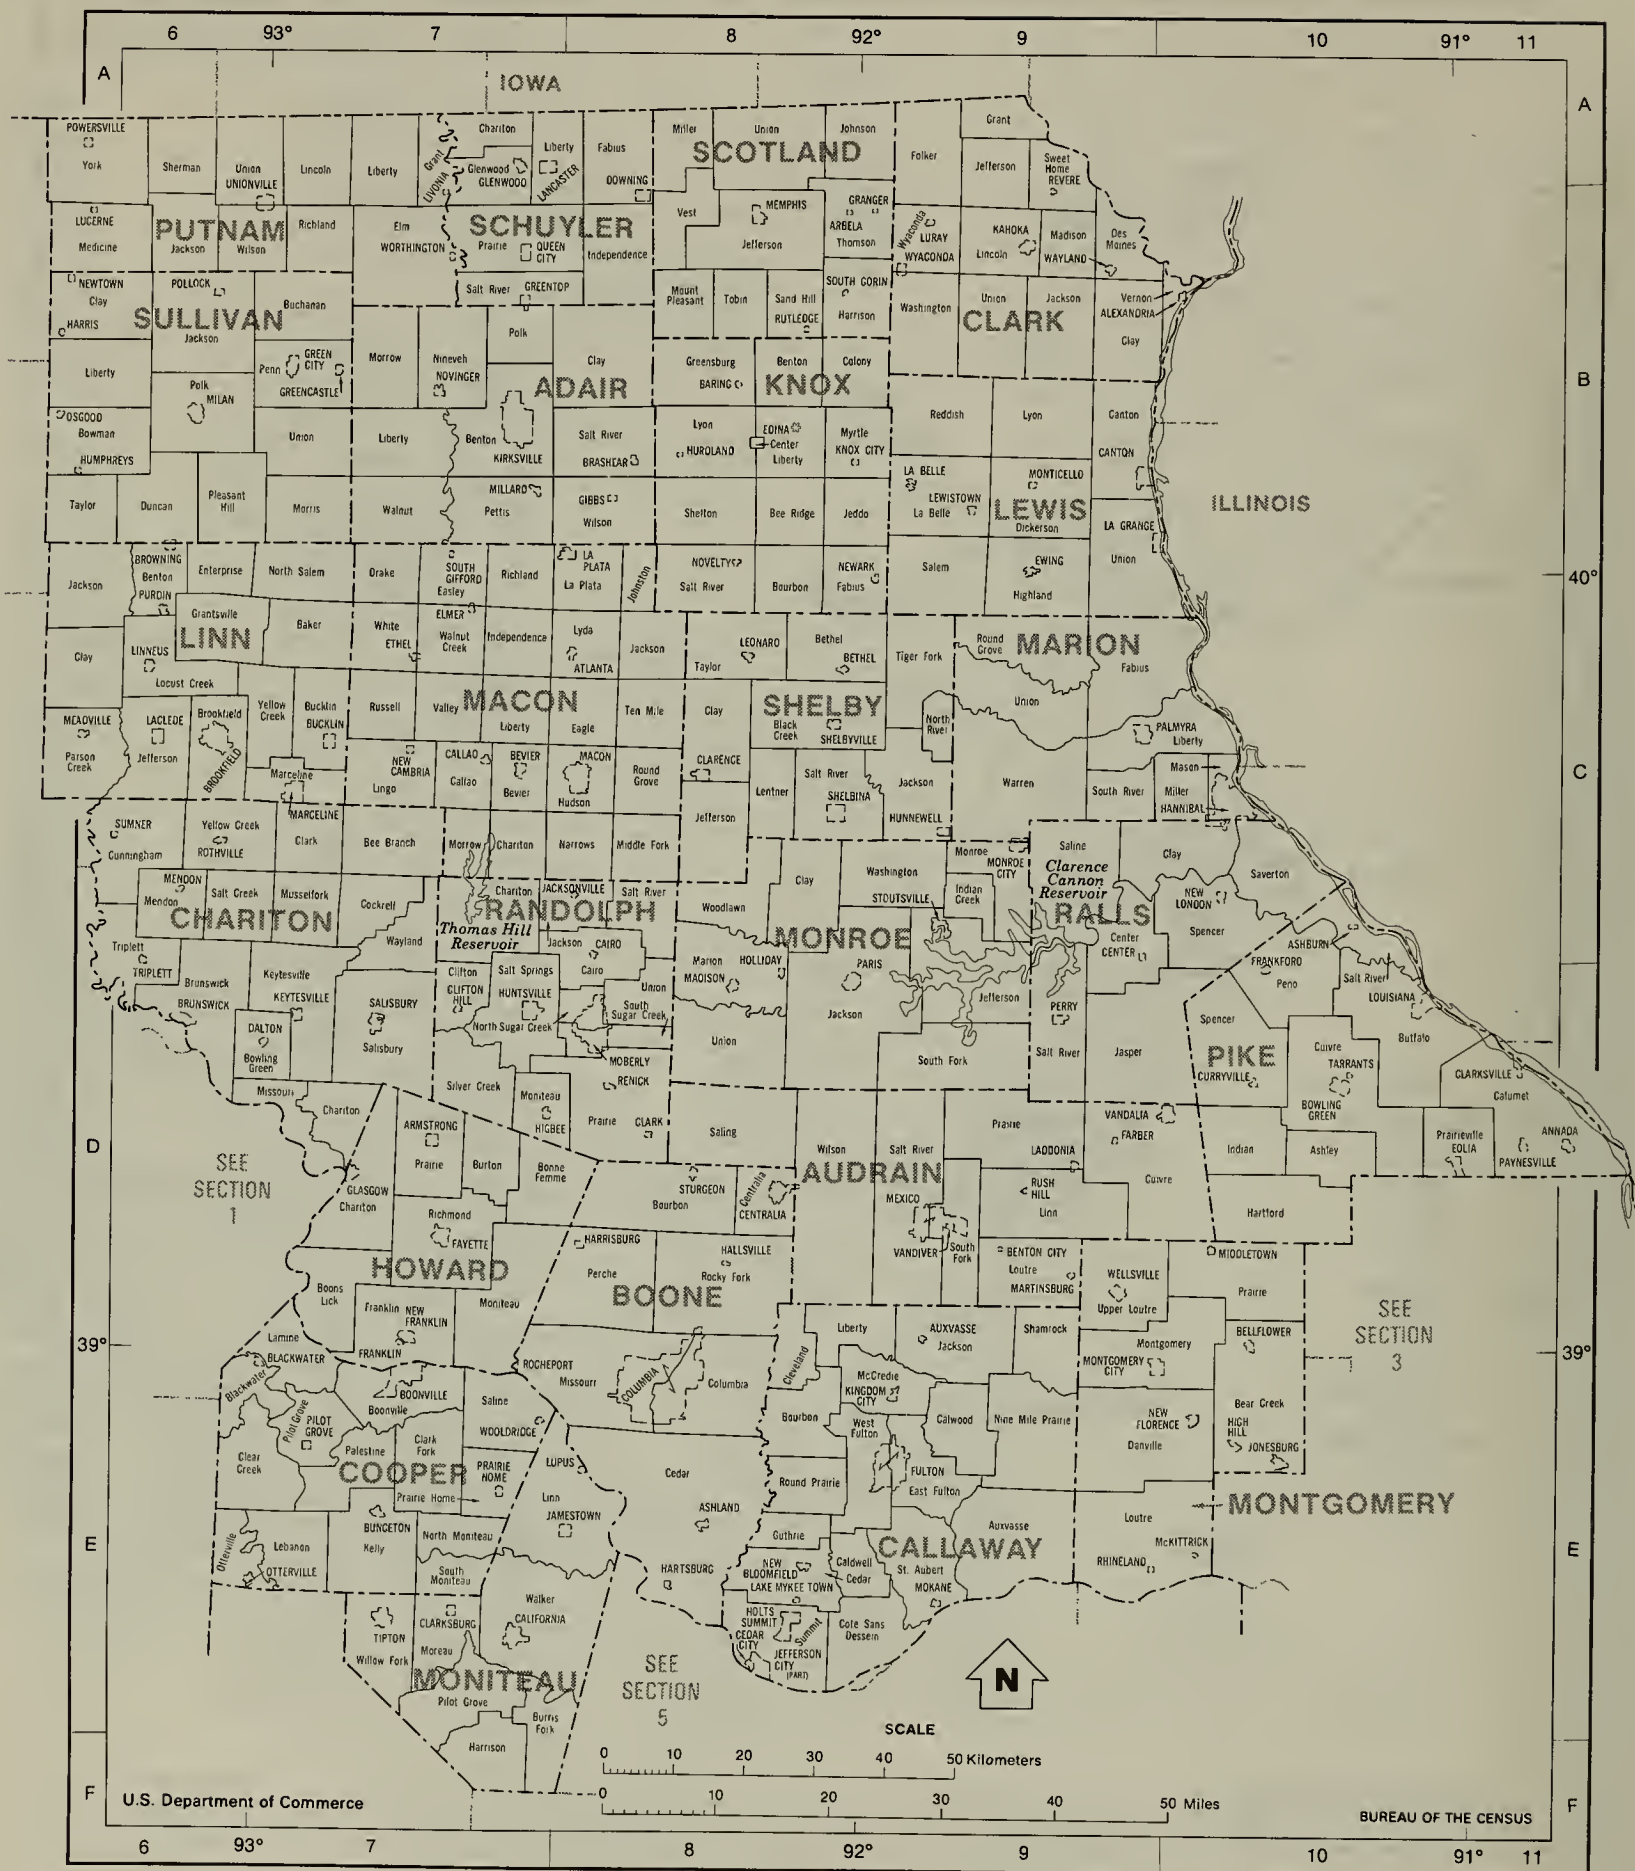 6 93° 7 8 92° 9 10 91° 11
A
IOWA
A
POWERSVILLE
York
Sherman
Union
UNIONVILLE
Lincoln
Liberty
Grant
LIVONIA
Chariton
Glenwood
GLENWOOD
Liberty
LANCASTER
Fabius
DOWNING
Miller
Union
Johnson
SCOTLAND
Folker
Grant
Jefferson
Sweet
Home
REVERE
LUCERNE
Medicine
PUTNAM
Jackson
Wilson
Richland
Elm
WORTHINGTON
SCHUYLER
Prairie
QUEEN
CITY
Independence
Vest
MEMPHIS
Jefferson
GRANGER
ARBELA
Thomson
Wyaconda
LURAY
WYACONDA
KAHOKA
Lincoln
Madison
WAYLAND
Des
Moines
NEWTOWN
Clay
HARRIS
POLLOCK
SULLIVAN
Jackson
Buchanan
Salt River
GREENTOP
Mount
Pleasant
Tobin
Sand Hill
RUTLEDGE
SOUTH GORIN
Harrison
Washington
Union
Jackson
CLARK
Vernon
ALEXANDRIA
Clay
Liberty
Penn
GREEN
CITY
GREENCASTLE
Morrow
Nineveh
NOVINGER
Polk
Clay
ADAIR
Greensburg
BARING
Benton
Colony
KNOX
B
B
Polk
MILAN
OSGOOD
Bowman
HUMPHREYS
Union
Liberty
Benton
KIRKSVILLE
Salt River
BRASHEAR
Lyon
HURDLAND
EDINA
Center
Liberty
Myrtle
KNOX CITY
Reddish
Lyon
Canton
CANTON
Taylor
Duncan
Pleasant
Hill
Morris
Walnut
MILLARD
Pettis
GIBBS
Wilson
Shelton
Bee Ridge
Jeddo
LA BELLE
LEWISTOWN
La Belle
MONTICELLO
LEWIS
Dickerson
LA GRANGE
Union
ILLINOIS
Jackson
BROWNING
Benton
PURDIN
Enterprise
North Salem
Drake
SOUTH
GIFFORD
Easley
Richland
LA
PLATA
La Plata
Johnston
NOVELTY
Salt River
Bourbon
NEWARK
Fabius
Salem
EWING
Highland
40°
Clay
Grantsville
LINN
LINNEUS
Locust Creek
Baker
White
ETHEL
ELMER
Walnut
Creek
Independence
Lyda
ATLANTA
Jackson
Taylor
LEONARD
Bethel
BETHEL
Tiger Fork
Round
Grove
MARION
Fabius
MEADVILLE
Parson
Creek
LACLEDE
Jefferson
Brookfield
BROOKFIELD
Yellow
Creek
Bucklin
BUCKLIN
Marceline
MARCELINE
Russell
Valley
MACON
Liberty
Eagle
Ten Mile
Clay
SHELBY
Black
Creek
SHELBYVILLE
North
River
Union
PALMYRA
Liberty
NEW
CAMBRIA
Lingo
CALLAO
Callao
BEVIER
Bevier
MACON
Hudson
Round
Grove
CLARENCE
Lentner
Salt River
SHELBINA
Jackson
HUNNEWELL
Warren
South River
Mason
Miller
HANNIBAL
C
SUMNER
Cunningham
Yellow Creek
ROTHVILLE
Clark
Bee Branch
Morrow
Chariton
Narrows
Middle Fork
Jefferson
Monroe
MONROE
CITY
Saline
Clay
Saverton
MENDON
Mendon
Salt Creek
Musselfork
CHARITON
Cockrell
Wayland
Chariton
JACKSONVILLE
Salt River
RANDOLPH
Thomas Hill
Reservoir
Jackson
CAIRO
Cairo
Woodlawn
Clay
Washington
STOUTSVILLE
Indian
Creek
Clarence
Cannon
Reservoir
RALLS
NEW
LONDON
Spencer
Center
CENTER
Triplett
TRIPLETT
Brunswick
BRUNSWICK
Keytesville
KEYTESVILLE
DALTON
Bowling
Green
SALISBURY
Salisbury
Clifton
CLIFTON
HILL
Salt Springs
HUNTSVILLE
North Sugar Creek
Union
South
Sugar Creek
MOBERLY
RENICK
MONROE
Marion
MADISON
HOLLIDAY
PARIS
Jackson
Jefferson
South Fork
Union
PERRY
Salt River
Jasper
ASHBURN
FRANKFORD
Peno
Salt River
LOUISIANA
Buffalo
Spencer
PIKE
CURRYVILLE
Cuivre
TARRANTS
BOWLING
GREEN
CLARKSVILLE
Calumet
Missouri
Chariton
Silver Creek
Moniteau
HIGBEE
Prairie
CLARK
D
SEE
SECTION
1
ARMSTRONG
Prairie
Burton
Bonne
Femme
Saling
Wilson
Salt River
AUDRAIN
Prairie
LADDONIA
VANDALIA
FARBER
Cuivre
Indian
Ashley
Prairieville
EOLIA
PAYNESVILLE
ANNADA
Hartford
GLASGOW
Chariton
Richmond
FAYETTE
HOWARD
STURGEON
Bourbon
Centralia
CENTRALIA
MEXICO
VANDIVER
South
Fork
RUSH
HILL
Linn
BENTON CITY
Loutre
MARTINSBURG
MIDDLETOWN
HARRISBURG
Perche
HALLSVILLE
Rocky Fork
BOONE
WELLSVILLE
Upper Loutre
Prairie
SEE
SECTION
3
Boons
Lick
Franklin
NEW
FRANKLIN
FRANKLIN
Moniteau
39°
39°
Lamine
BLACKWATER
Blackwater
ROCHEPORT
Missouri
COLUMBIA
Columbia
Cleveland
Liberty
AUXVASSE
Jackson
Shamrock
Montgomery
MONTGOMERY
CITY
BELLFLOWER
BOONVILLE
Boonville
Saline
WOOLDRIDGE
McCredie
KINGDOM
CITY
Bourbon
West
Fulton
Calwood
Nine Mile Prairie
NEW
FLORENCE
Danville
Bear Creek
HIGH
HILL
JONESBURG
Clear
Creek
Pilot Grove
PILOT
GROVE
Palestine
Clark
Fork
COOPER
PRAIRIE
HOME
Prairie Home
LUPUS
Linn
JAMESTOWN
Cedar
ASHLAND
Round Prairie
FULTON
East Fulton
MONTGOMERY
Loutre
McKITTRICK
RHINELAND
E
E
Otterville
Lebanon
OTTERVILLE
BUNCETON
Kelly
North Moniteau
South
Moniteau
HARTSBURG
Guthrie
NEW
BLOOMFIELD
LAKE MYKEE TOWN
Caldwell
Cedar
CALLAWAY
St. Aubert
MOKANE
Auxvasse
TIPTON
Willow Fork
CLARKSBURG
Moreau
MONITEAU
Walker
CALIFORNIA
HOLTS
SUMMIT
Summit
CEDAR
CITY
JEFFERSON
CITY
(PART)
Cote Sans
Dessein
Pilot Grove
Burris
Fork
Harrison
SEE
SECTION
5
N
SCALE
0 10 20 30 40 50 Kilometers
0 10 20 30 40 50 Miles
F
F
U.S. Department of Commerce
BUREAU OF THE CENSUS
6 93° 7 8 92° 9 10 91° 11